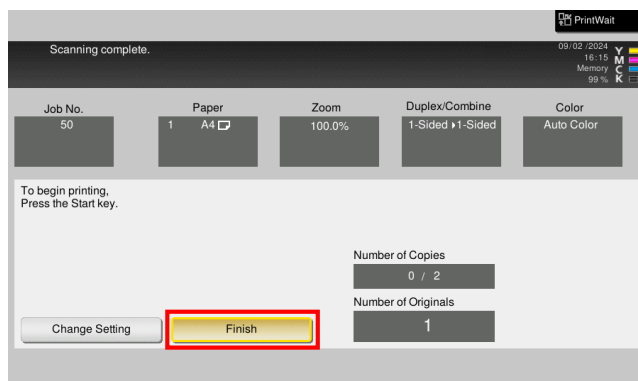 PrintWait
Scanning complete.
09/02 /2024
16:15
Memory
99 %
Y
M
C
K
Job No.
50
Paper
1 A4
Zoom
100.0%
Duplex/Combine
1-Sided ▸1-Sided
Color
Auto Color
To begin printing,
Press the Start key.
Number of Copies
0 / 2
Number of Originals
1
Change Setting
Finish